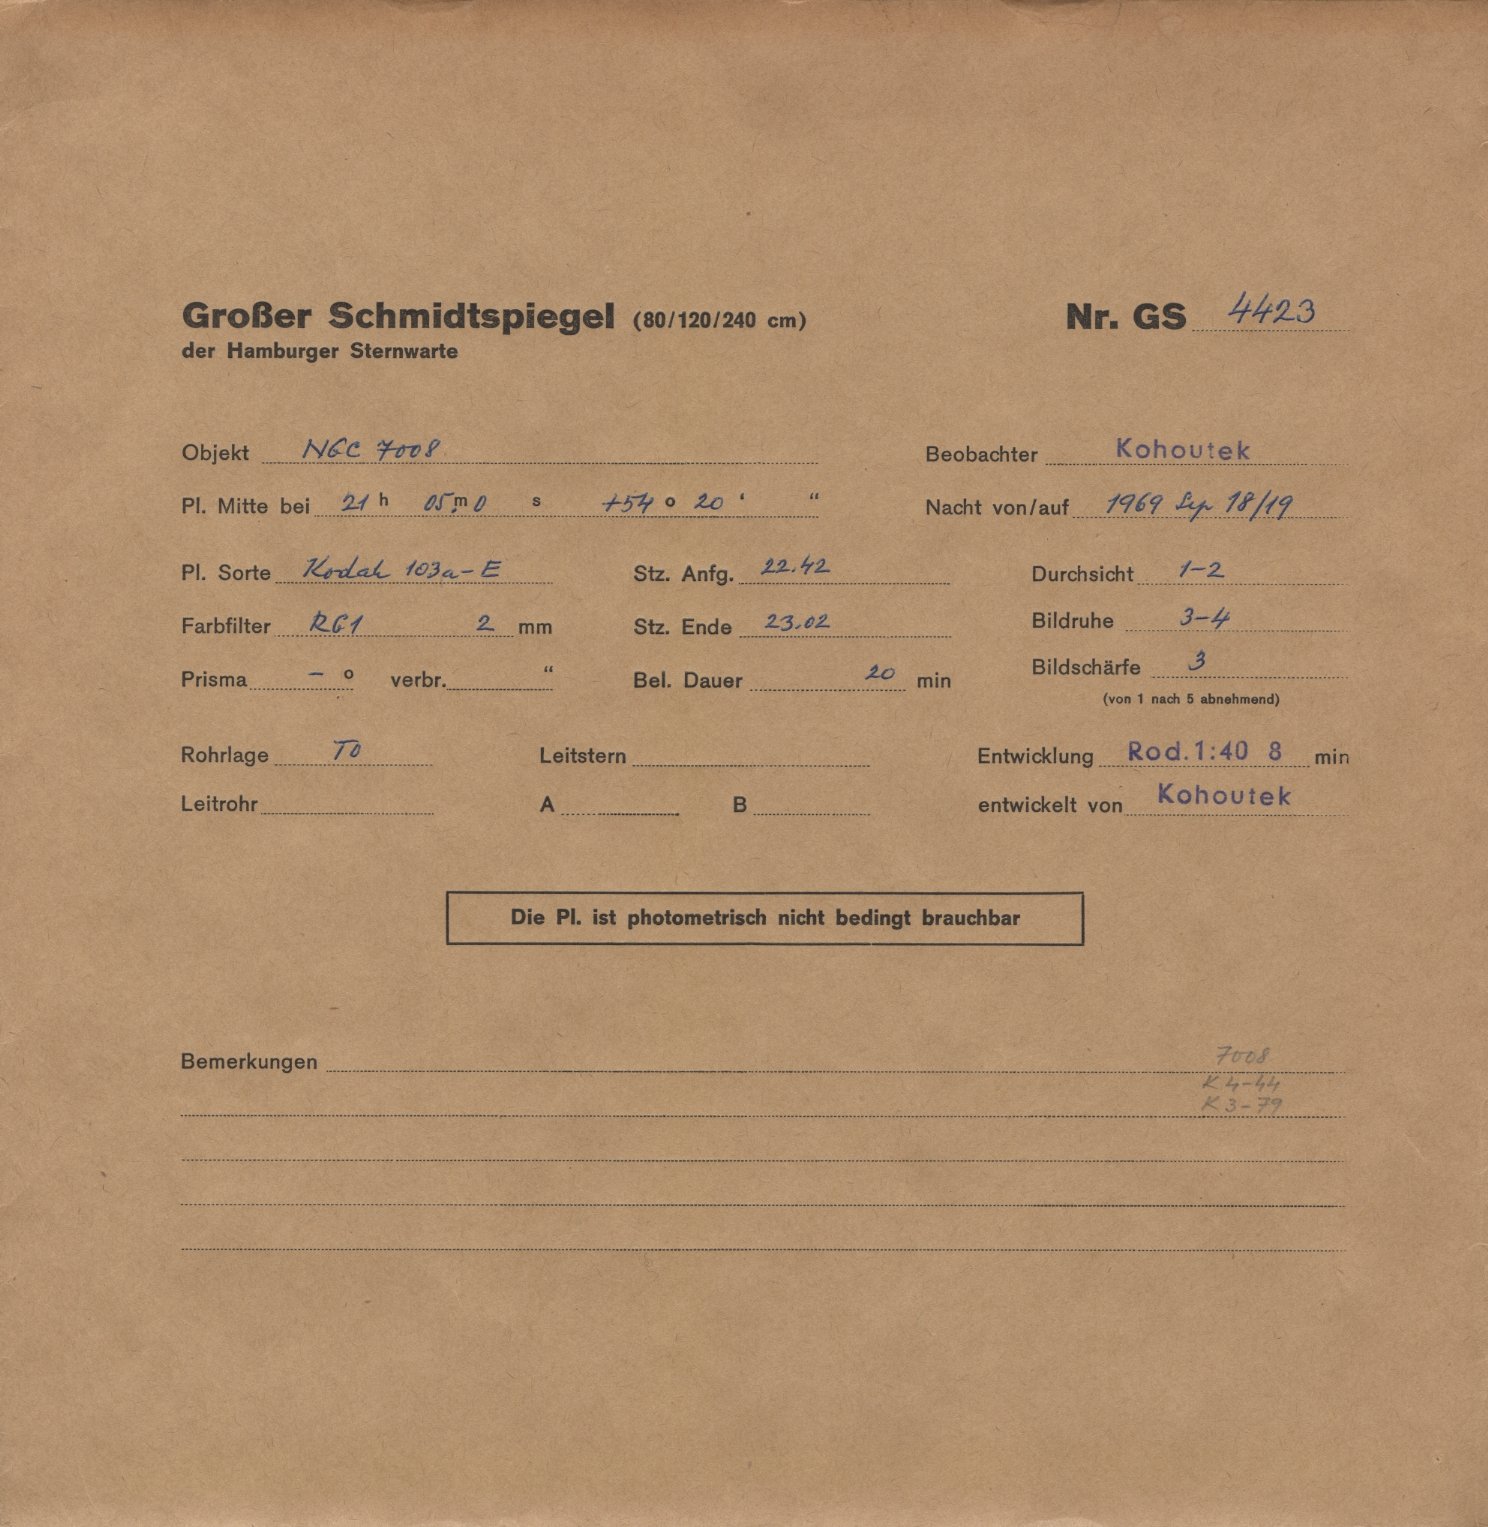 Großer Schmidtspiegel (80/120/240 cm) Nr. GS 4423
der Hamburger Sternwarte
Objekt NGC 7008 Beobachter Kohoutek
Pl. Mitte bei 21 h 05 m.0 s +54 o 20 ' “ Nacht von/auf 1969 Sep 18/19
Pl. Sorte Kodak 103a-E Stz. Anfg. 22.42 Durchsicht 1-2
Farbfilter RG1 2 mm Stz. Ende 23.02 Bildruhe 3-4
Prisma - o verbr. “ Bel. Dauer 20 min Bildschärfe 3
(von 1 nach 5 abnehmend)
Rohrlage TO Leitstern Entwicklung Rod. 1:40 8 min
Leitrohr A B entwickelt von Kohoutek
Die Pl. ist photometrisch nicht bedingt brauchbar
Bemerkungen 7008
K 4-44
K 3-79